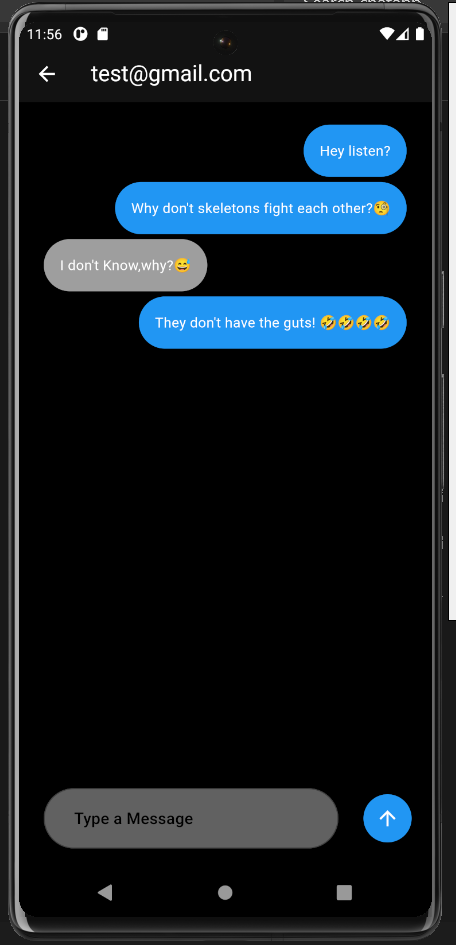 11:56
test@gmail.com
Hey listen?
Why don't skeletons fight each other?🧐
I don't Know,why?😅
They don't have the guts! 🤣🤣🤣🤣
Type a Message